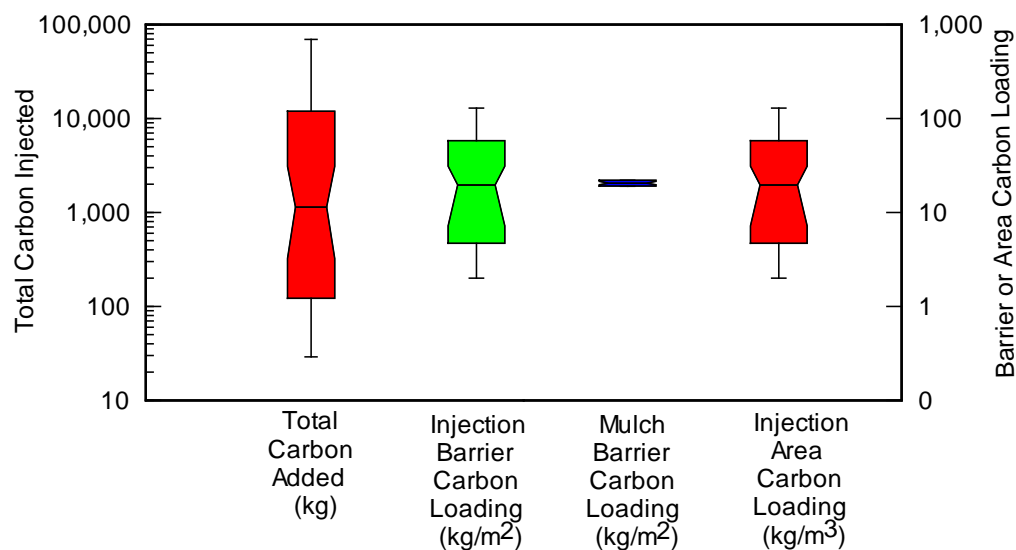 100,000
10,000
1,000
100
10
Total Carbon Injected
1,000
100
10
1
0
Barrier or Area Carbon Loading
Total
Carbon
Added
(kg)
Injection
Barrier
Carbon
Loading
(kg/m2)
Mulch
Barrier
Carbon
Loading
(kg/m2)
Injection
Area
Carbon
Loading
(kg/m3)